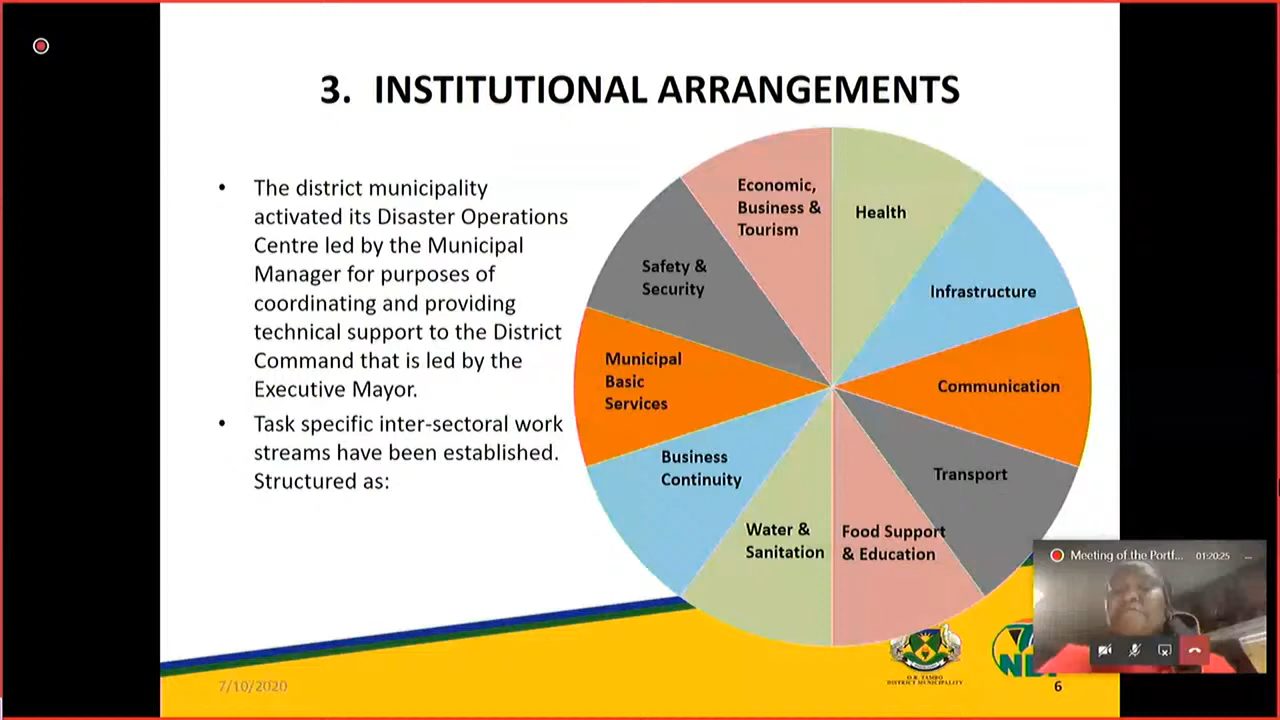 3. INSTITUTIONAL ARRANGEMENTS
• The district municipality
activated its Disaster Operations
Centre led by the Municipal
Manager for purposes of
coordinating and providing
technical support to the District
Command that is led by the
Executive Mayor.
• Task specific inter-sectoral work
streams have been established.
Structured as:
Economic,
Business &
Tourism
Health
Safety &
Security
Infrastructure
Municipal
Basic
Services
Communication
Business
Continuity
Transport
Water &
Sanitation
Food Support
& Education
Meeting of the Portf...
01:20:25
O.R. TAMBO
DISTRICT MUNICIPALITY
7/10/2020
6